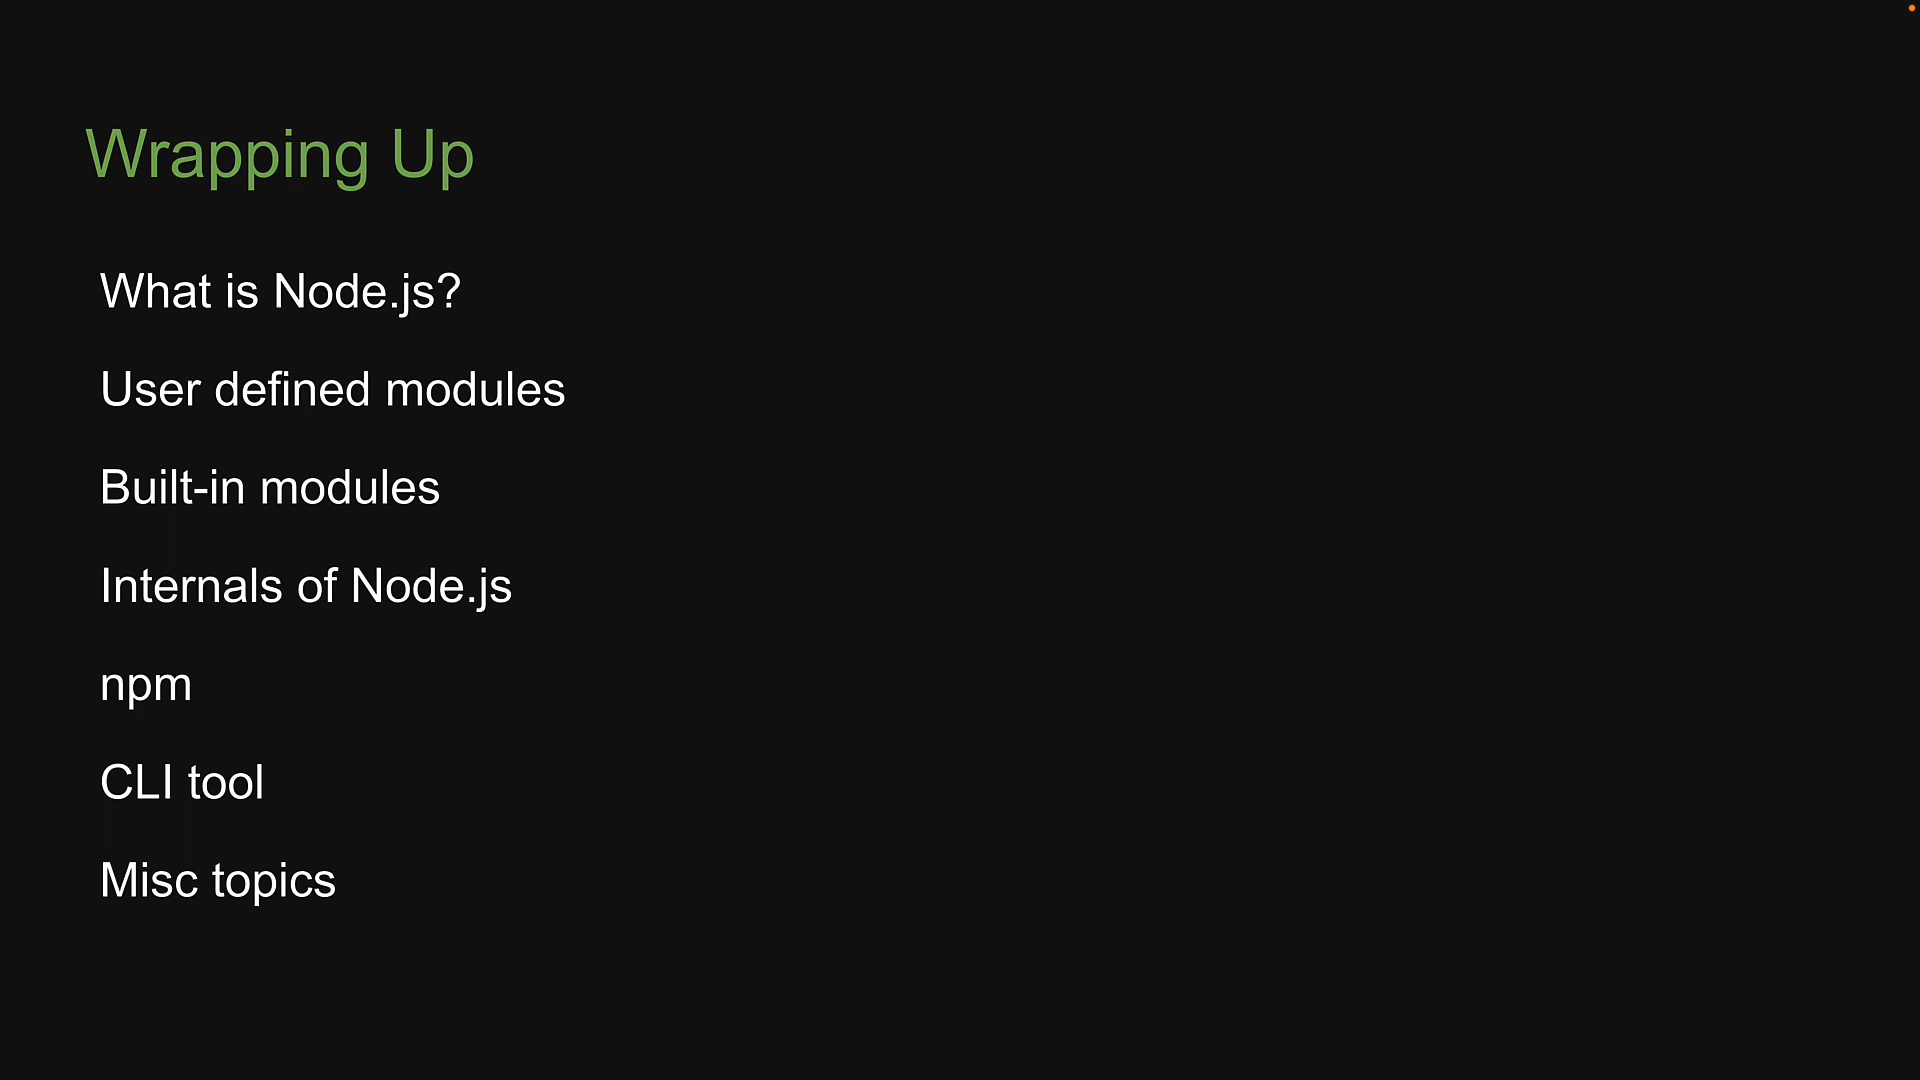 Wrapping Up
What is Node.js?
User defined modules
Built-in modules
Internals of Node.js
npm
CLI tool
Misc topics